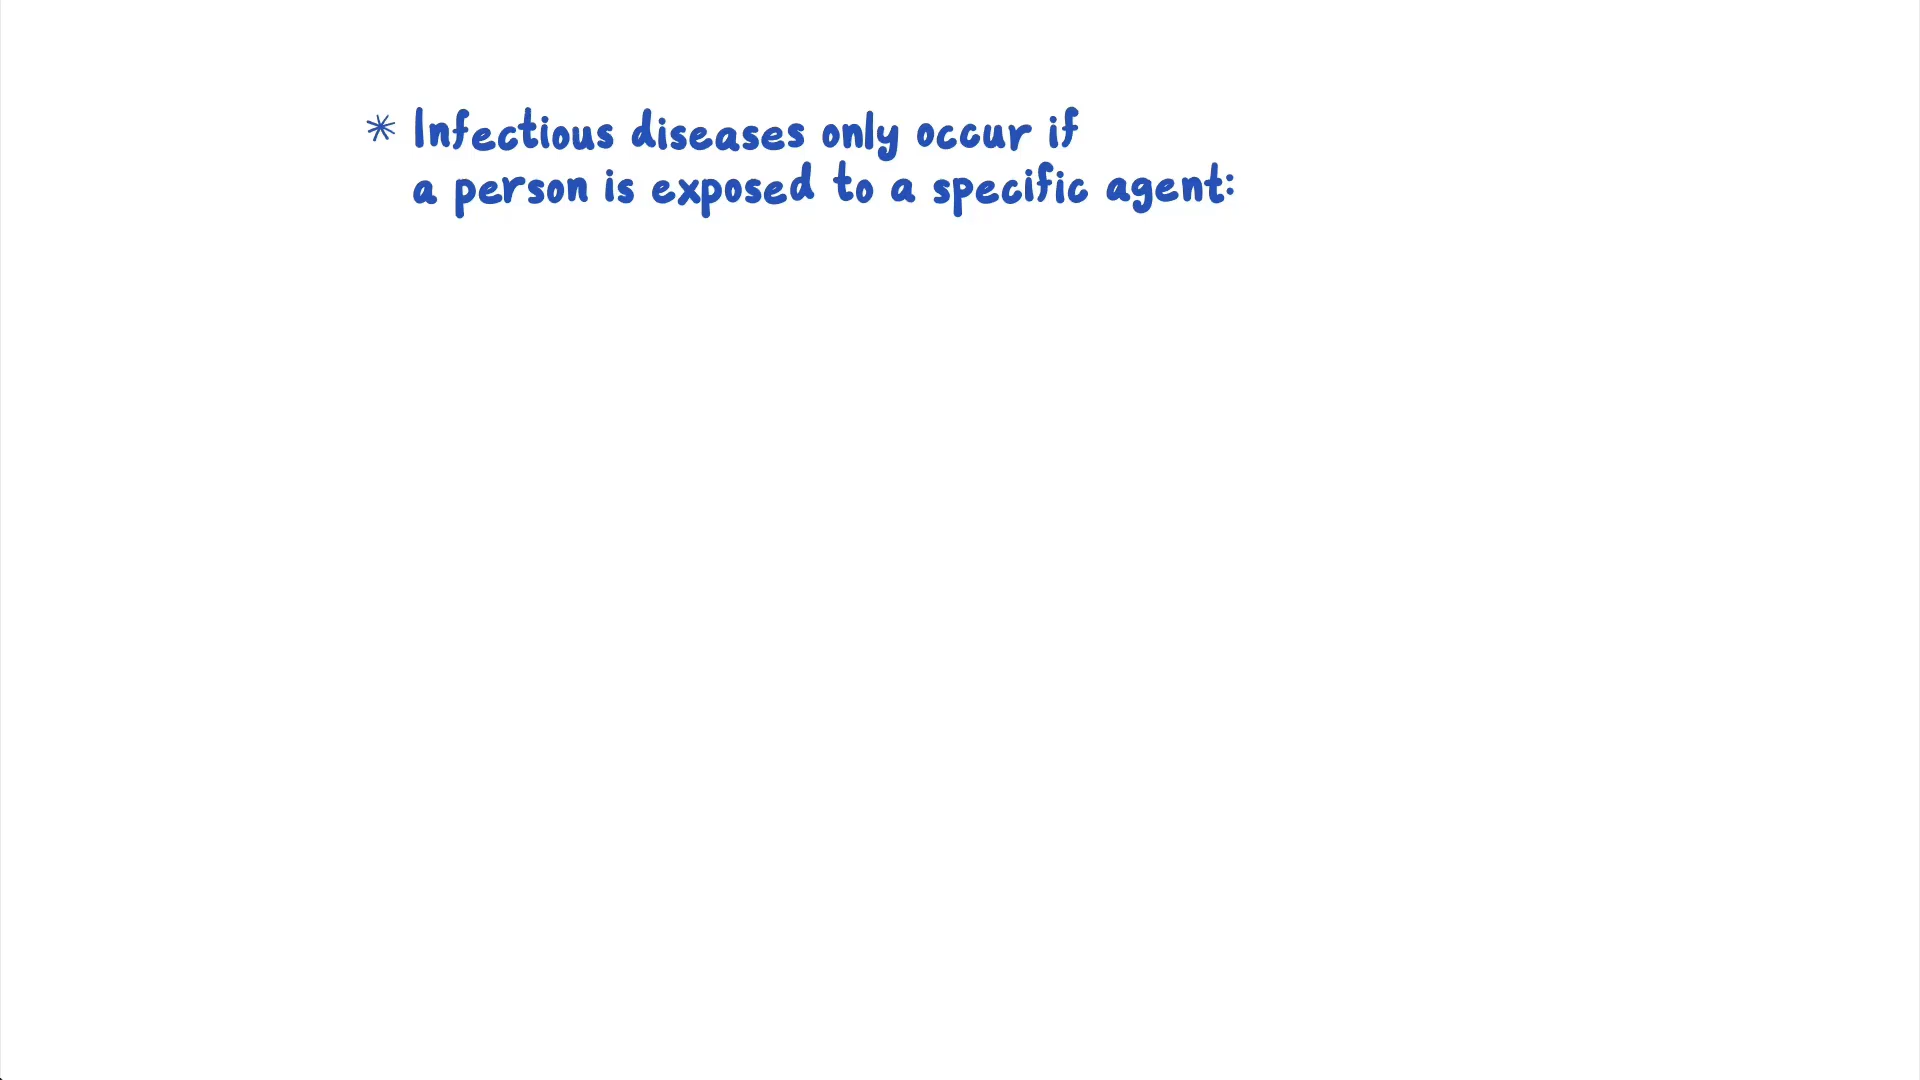 * Infectious diseases only occur if
a person is exposed to a specific agent: